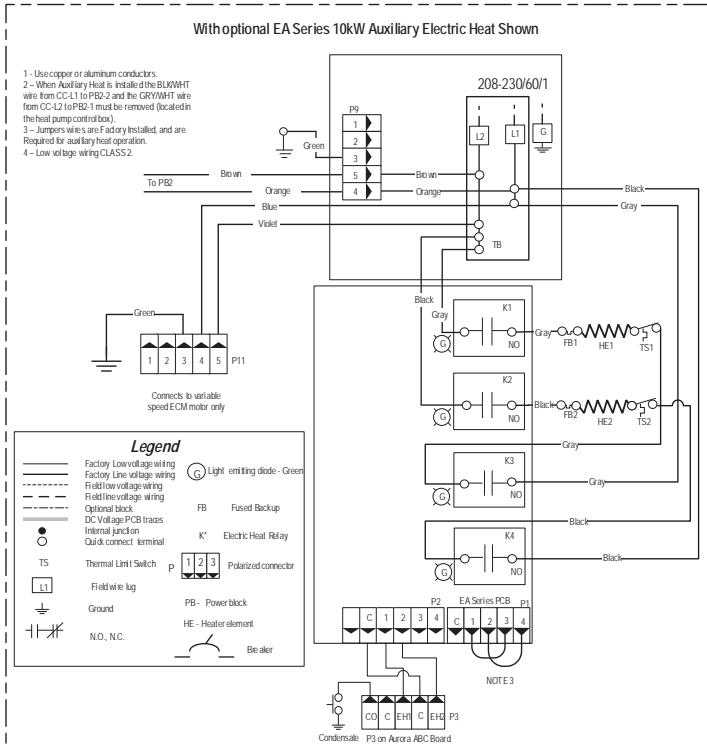 With optional EA Series 10kW Auxiliary Electric Heat Shown
1 - Use copper or aluminum conductors.
2 – When Auxiliary Heat is installed the BLK/WHT
wire from CC-L1 to PB2-2 and the GRY/WHT wire
from CC-L2 to PB2-1 must be removed (located in
the heat pump control box).
3 – Jumpers wires are Factory Installed, and are
Required for auxiliary heat operation.
4 – Low voltage wiring CLASS 2.
208-230/60/1
P9
1
2
3
5
4
L2
L1
G
Green
To PB2
Brown
Orange
Brown
Orange
Blue
Violet
Black
Gray
TB
Black
Gray
Green
1 2 3 4 5 P11
Connects to variable
speed ECM motor only
K1
G
NO
Gray
FB1
HE1
TS1
K2
G
NO
Black
FB2
HE2
TS2
Gray
K3
G
NO
Gray
Black
K4
G
NO
Black
Legend
Factory Low voltage wiring
Factory Line voltage wiring
Field low voltage wiring
Field line voltage wiring
Optional block
DC Voltage PCB traces
Internal junction
Quick connect terminal
TS Thermal Limit Switch
L1 Field wire lug
Ground
N.O., N.C.
G Light emitting diode - Green
FB Fused Backup
K* Electric Heat Relay
P 1 2 3 Polarized connector
PB - Power block
HE - Heater element
Breaker
P2 EA Series PCB P1
C 1 2 3 4
C 1 2 3 4
NOTE 3
CO C EH1 C EH2 P3
Condensate P3 on Aurora ABC Board